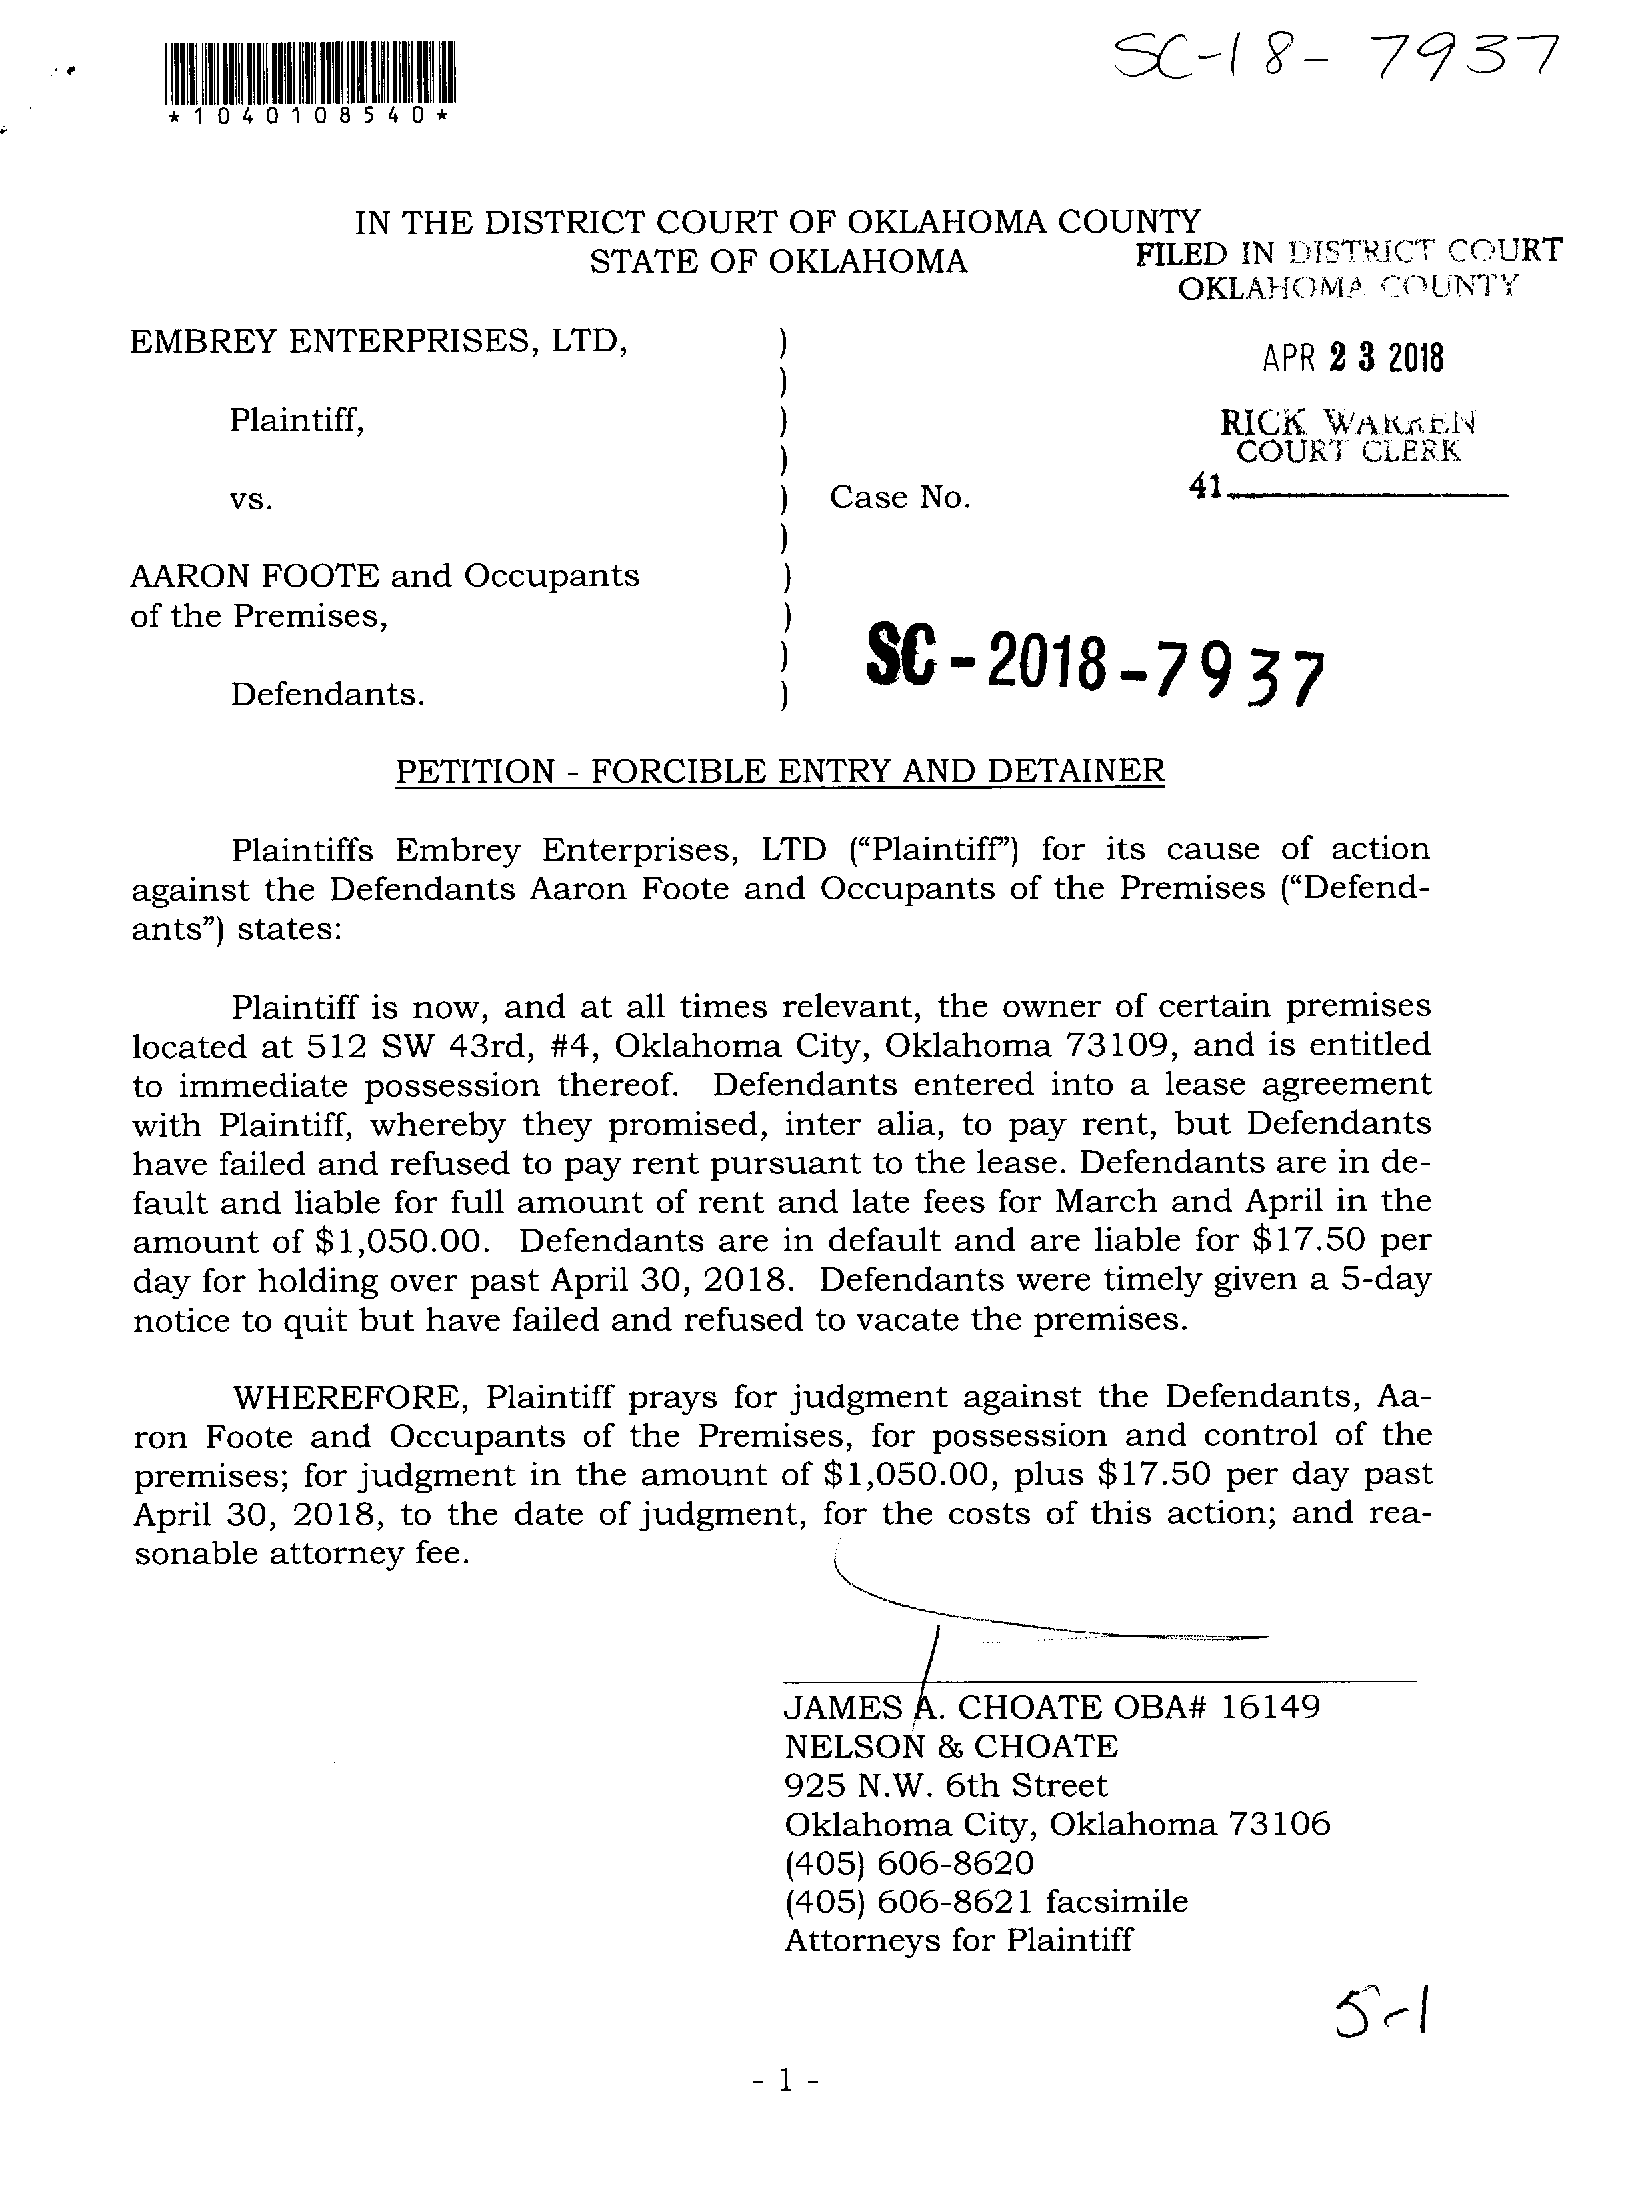 SC-18-7937
*1040108540*
IN THE DISTRICT COURT OF OKLAHOMA COUNTY
STATE OF OKLAHOMA
FILED IN DISTRICT COURT
OKLAHOMA COUNTY
EMBREY ENTERPRISES, LTD, )
APR 23 2018
)
Plaintiff, )
RICK WARREN
COURT CLERK
)
41
vs. ) Case No.
)
AARON FOOTE and Occupants )
of the Premises, )
) SC-2018-7937
Defendants. )
PETITION - FORCIBLE ENTRY AND DETAINER
Plaintiffs Embrey Enterprises, LTD (“Plaintiff”) for its cause of action
against the Defendants Aaron Foote and Occupants of the Premises (“Defend-
ants”) states:
Plaintiff is now, and at all times relevant, the owner of certain premises
located at 512 SW 43rd, #4, Oklahoma City, Oklahoma 73109, and is entitled
to immediate possession thereof. Defendants entered into a lease agreement
with Plaintiff, whereby they promised, inter alia, to pay rent, but Defendants
have failed and refused to pay rent pursuant to the lease. Defendants are in de-
fault and liable for full amount of rent and late fees for March and April in the
amount of $1,050.00. Defendants are in default and are liable for $17.50 per
day for holding over past April 30, 2018. Defendants were timely given a 5-day
notice to quit but have failed and refused to vacate the premises.
WHEREFORE, Plaintiff prays for judgment against the Defendants, Aa-
ron Foote and Occupants of the Premises, for possession and control of the
premises; for judgment in the amount of $1,050.00, plus $17.50 per day past
April 30, 2018, to the date of judgment, for the costs of this action; and rea-
sonable attorney fee.
JAMES A. CHOATE OBA# 16149
NELSON & CHOATE
925 N.W. 6th Street
Oklahoma City, Oklahoma 73106
(405) 606-8620
(405) 606-8621 facsimile
Attorneys for Plaintiff
5-1
- 1 -